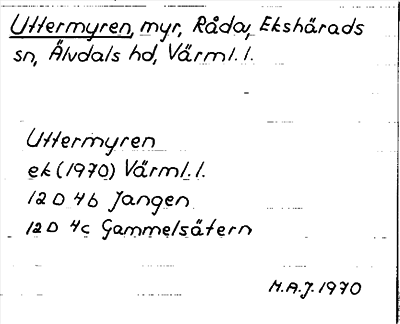 Uttermyren, myr, Råda, Ekshärads
sn, Älvdals hd, Värml. l.
Uttermyren
ek (1970) Värml. l.
12 D 4b Jangen
12 D 4c Gammelsätern
M.A.J. 1970